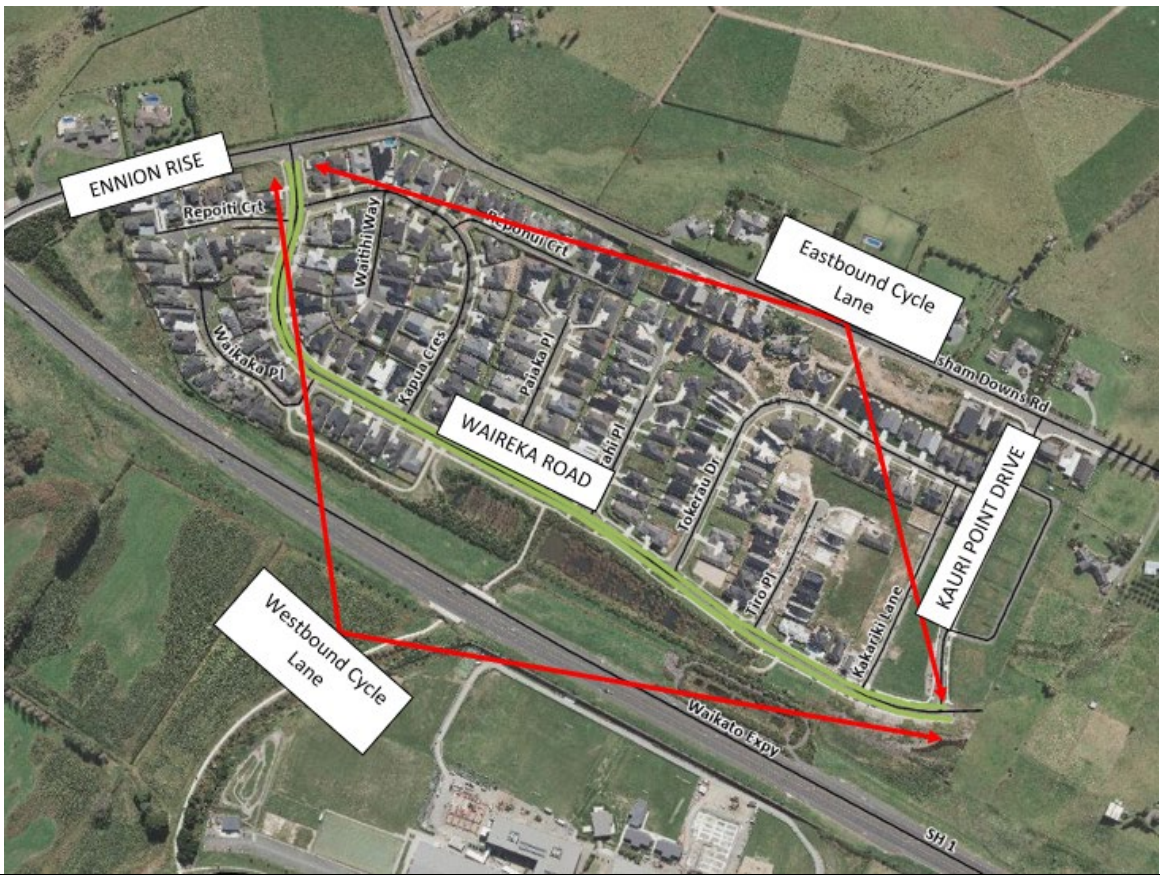 ENNION RISE
Repoiti Crt
Waitihi Way
Reponui Crt
Eastbound Cycle
Lane
Waikaka Pl
Kapua Cres
Paiaka Pl
sham Downs Rd
WAIREKA ROAD
ahi Pl
Tokerau Dr
KAURI POINT DRIVE
Tiro Pl
Kakariki Lane
Westbound Cycle
Lane
Waikato Expy
SH 1